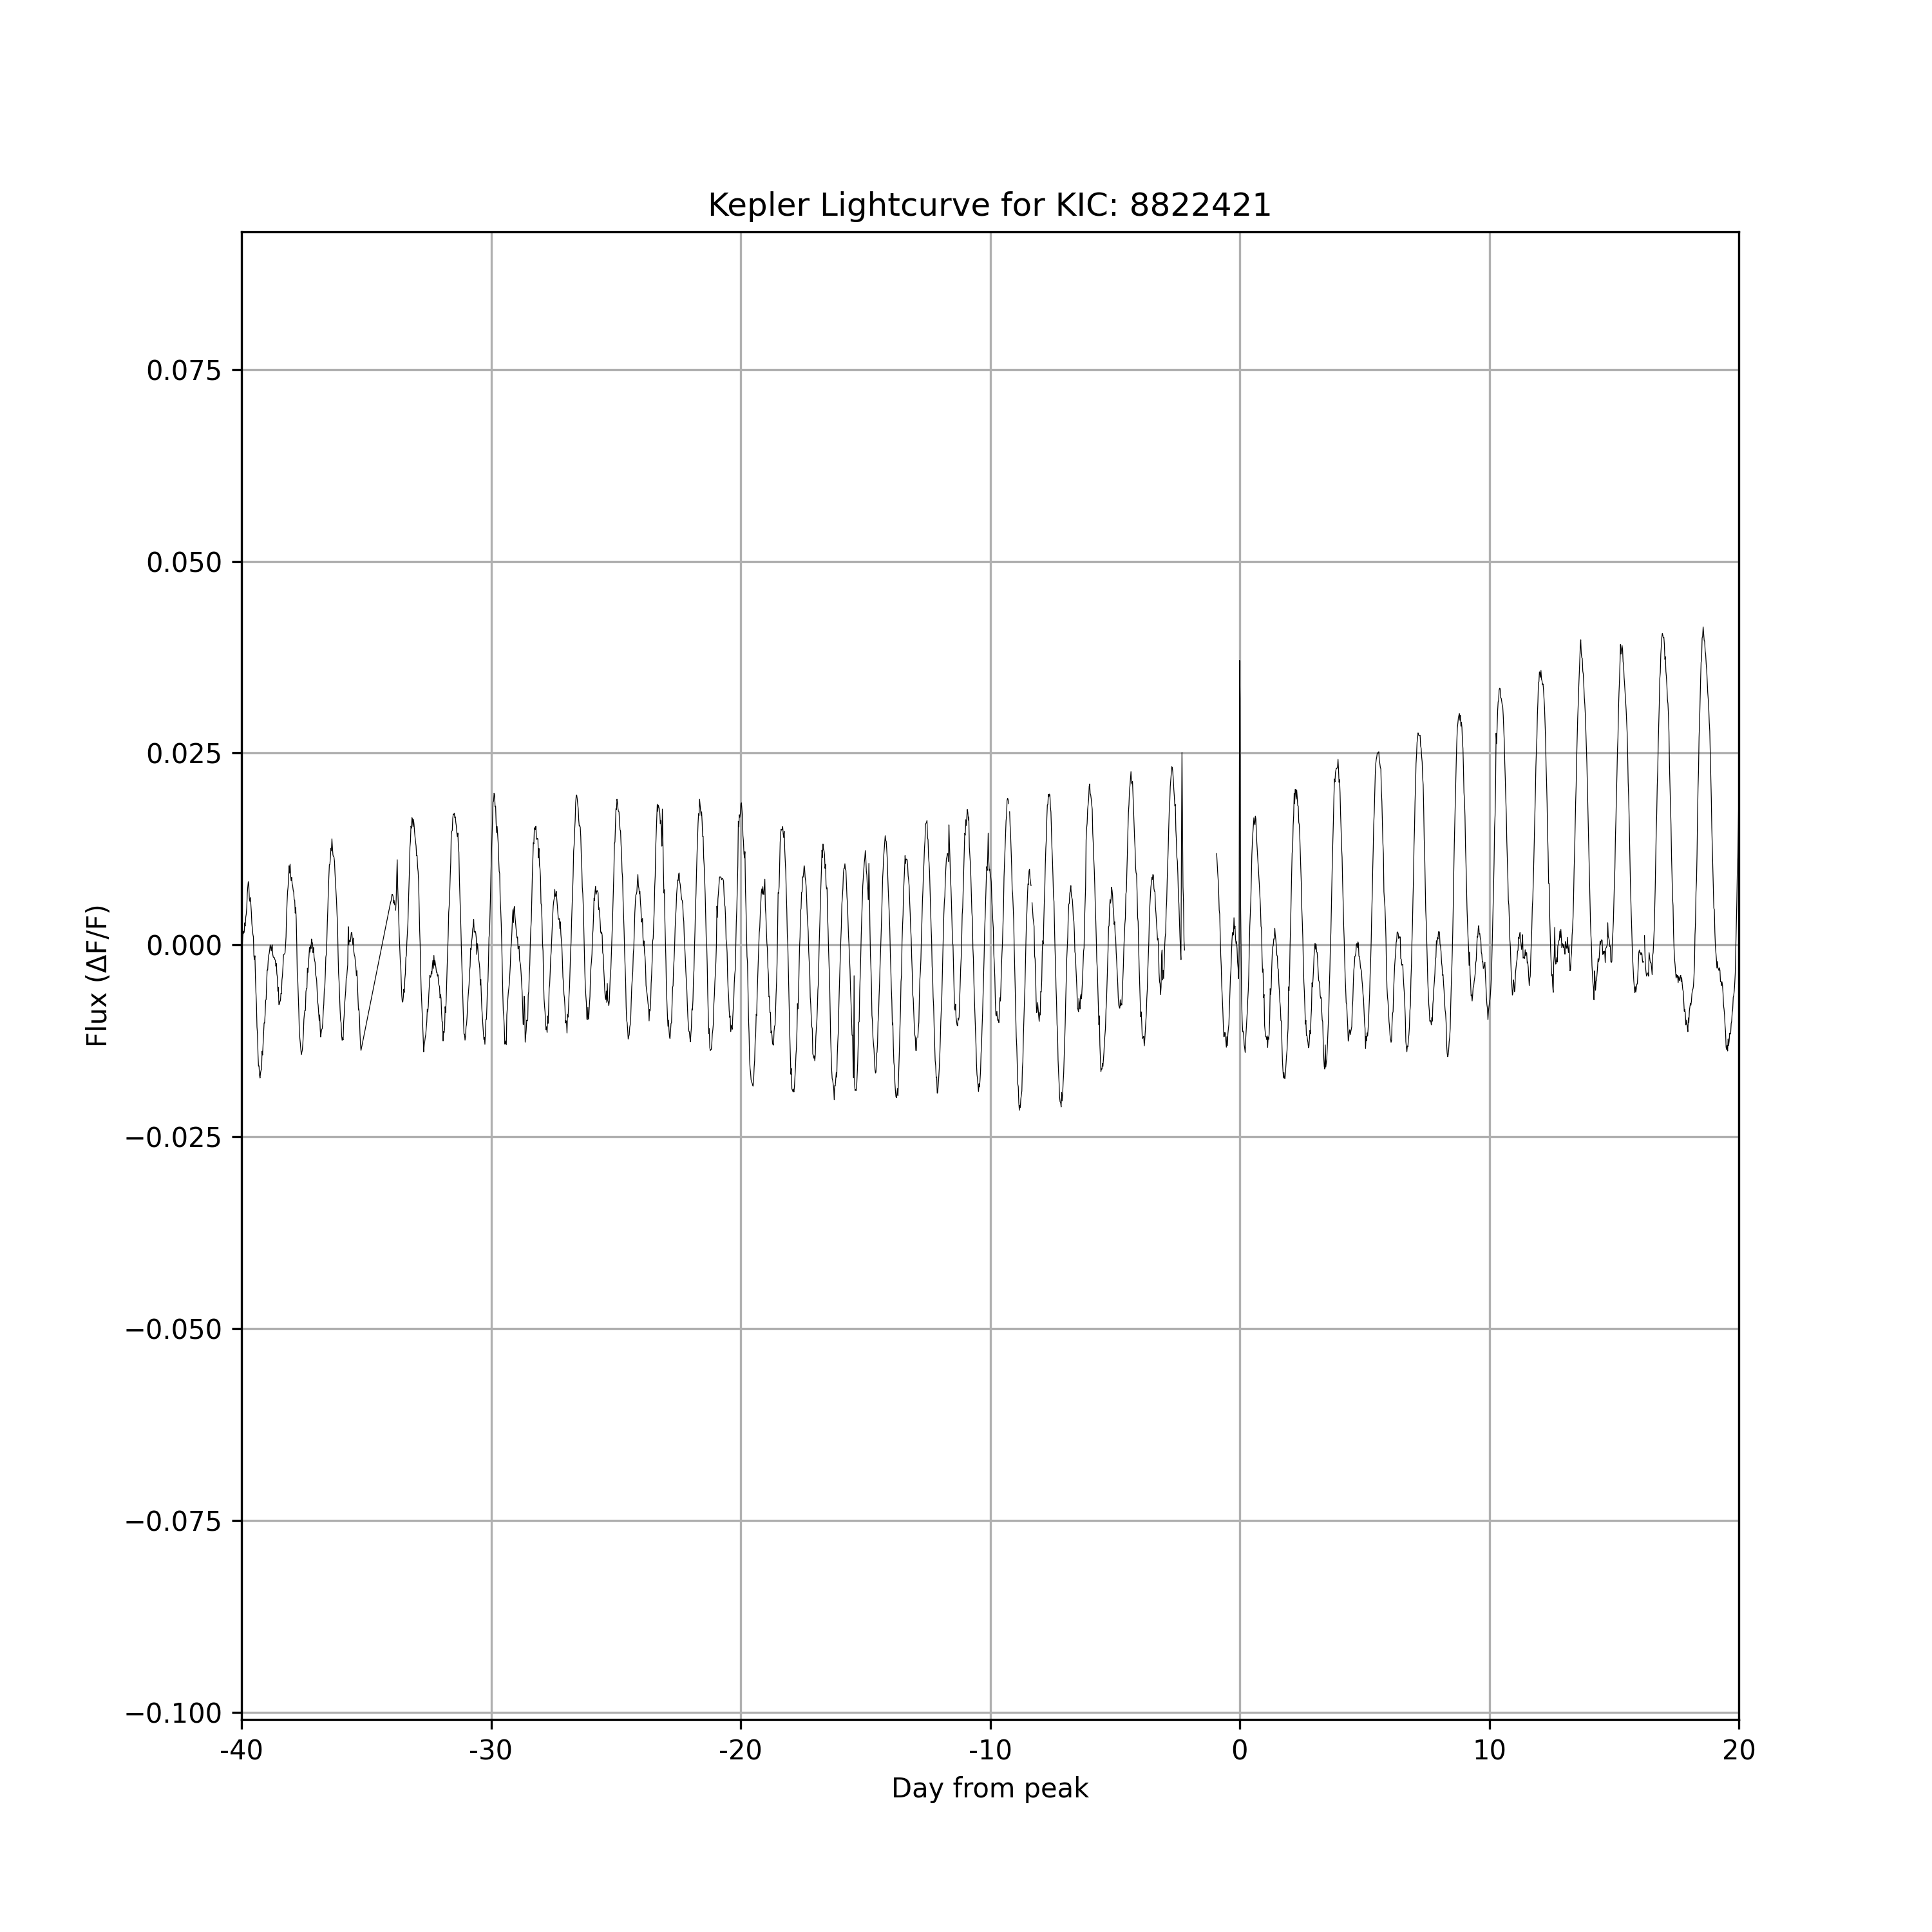 Kepler Lightcurve for KIC: 8822421
Flux (ΔF/F)
0.075
0.050
0.025
0.000
−0.025
−0.050
−0.075
−0.100
-40 -30 -20 -10 0 10 20
Day from peak